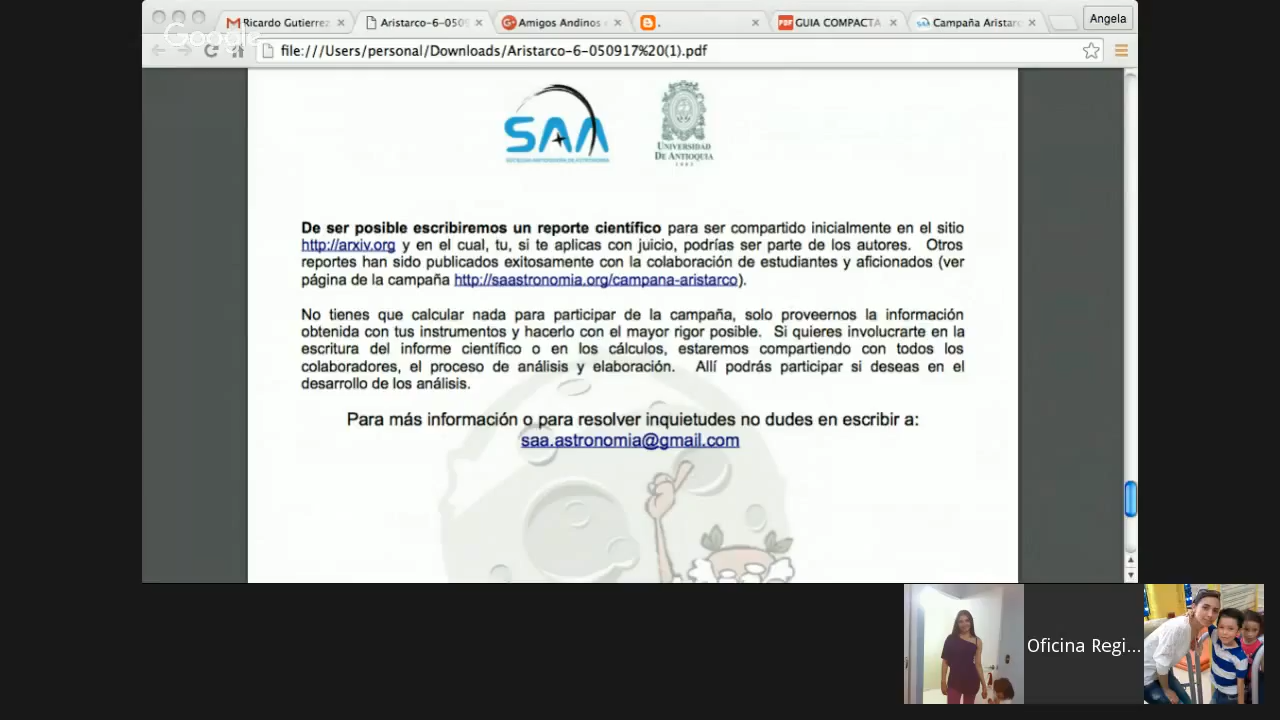 Ricardo Gutierrez
Aristarco-6-0509
Amigos Andinos
.
GUIA COMPACTA
Campaña Aristarc
Angela
Google
file:///Users/personal/Downloads/Aristarco-6-050917%20(1).pdf
SAA
UNIVERSIDAD
DE ANTIOQUIA
De ser posible escribiremos un reporte científico para ser compartido inicialmente en el sitio
http://arxiv.org y en el cual, tu, si te aplicas con juicio, podrías ser parte de los autores. Otros
reportes han sido publicados exitosamente con la colaboración de estudiantes y aficionados (ver
página de la campaña http://saastronomia.org/campana-aristarco).
No tienes que calcular nada para participar de la campaña, solo proveernos la información
obtenida con tus instrumentos y hacerlo con el mayor rigor posible. Si quieres involucrarte en la
escritura del informe científico o en los cálculos, estaremos compartiendo con todos los
colaboradores, el proceso de análisis y elaboración. Allí podrás participar si deseas en el
desarrollo de los análisis.
Para más información o para resolver inquietudes no dudes en escribir a:
saa.astronomia@gmail.com
Oficina Regi...